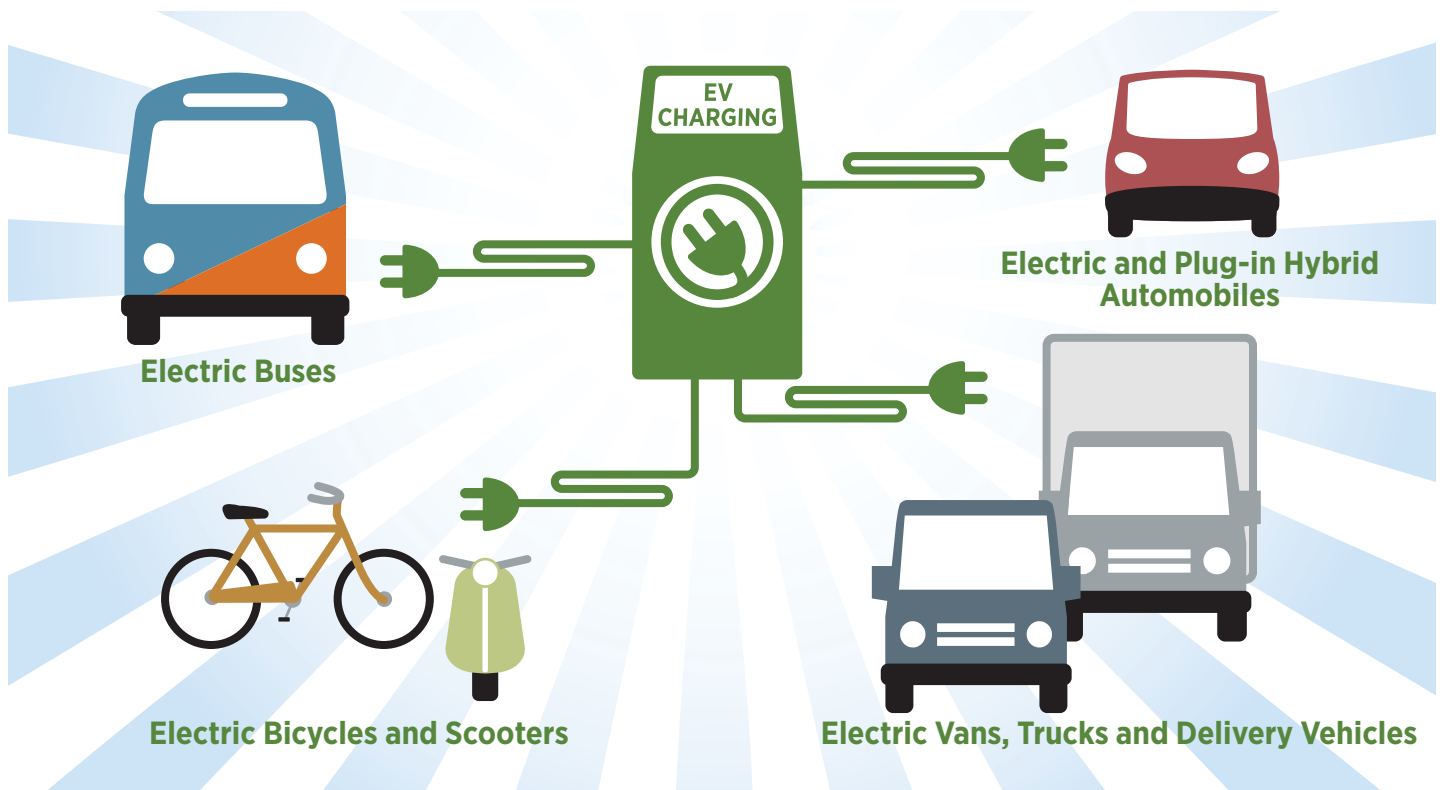 EV
CHARGING
Electric and Plug-in Hybrid
Automobiles
Electric Buses
Electric Bicycles and Scooters
Electric Vans, Trucks and Delivery Vehicles